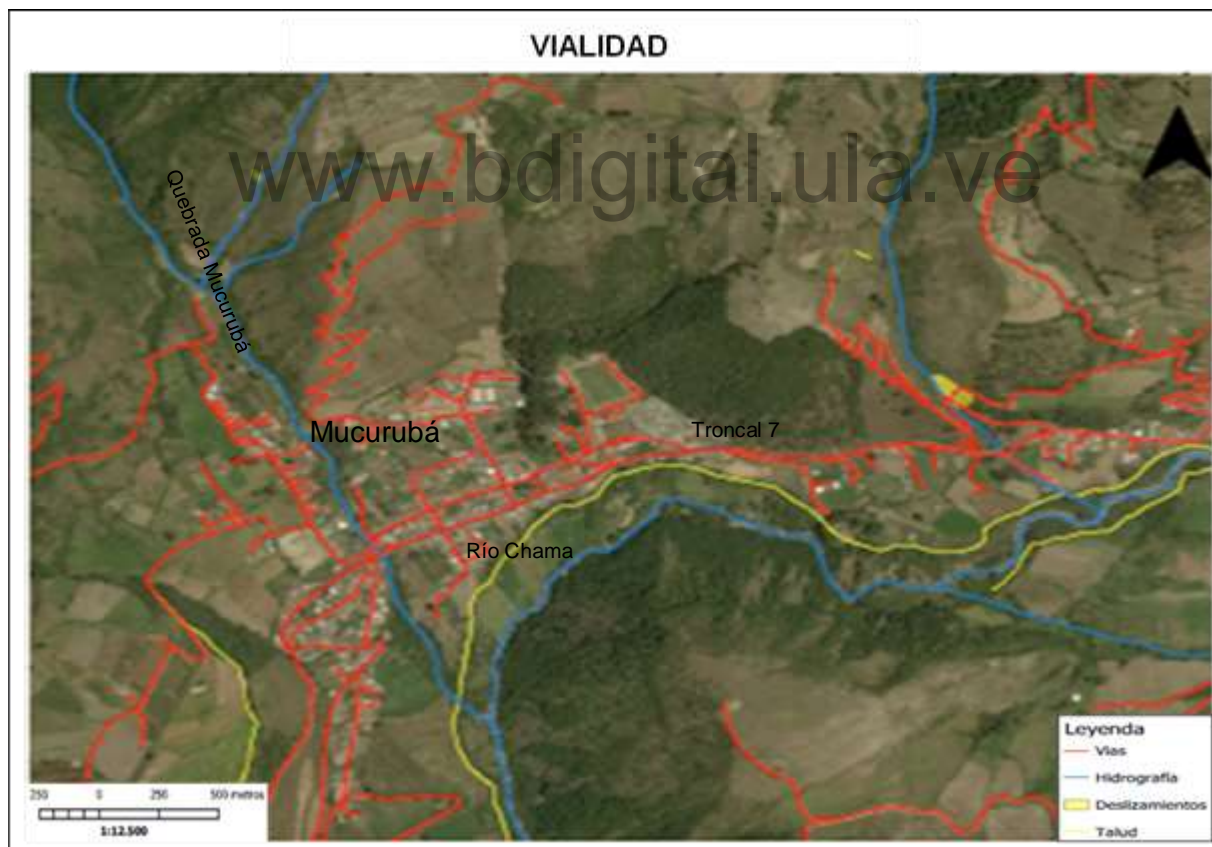 VIALIDAD
www.bdigital.ula.ve
Quebrada Mucurubá
Mucurubá
Troncal 7
Río Chama
Leyenda
Vias
Hidrografía
Deslizamientos
Talud
250 0 250 500 metros
1:12.500